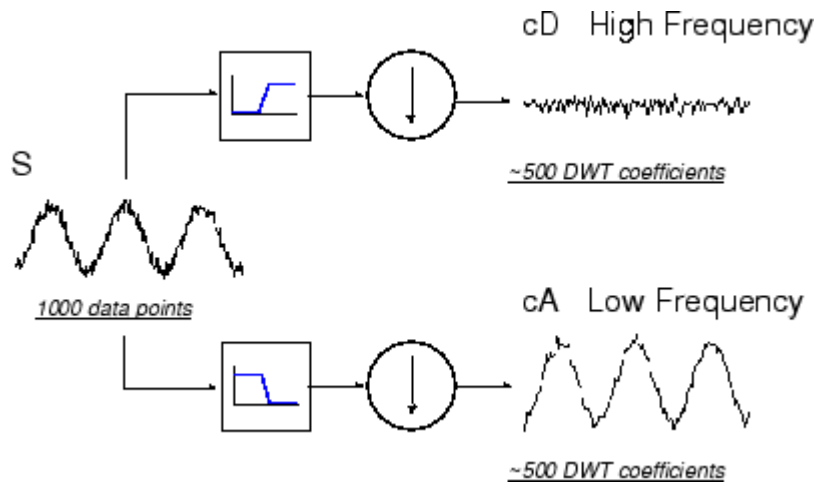 cD High Frequency
~500 DWT coefficients
S
1000 data points
cA Low Frequency
~500 DWT coefficients